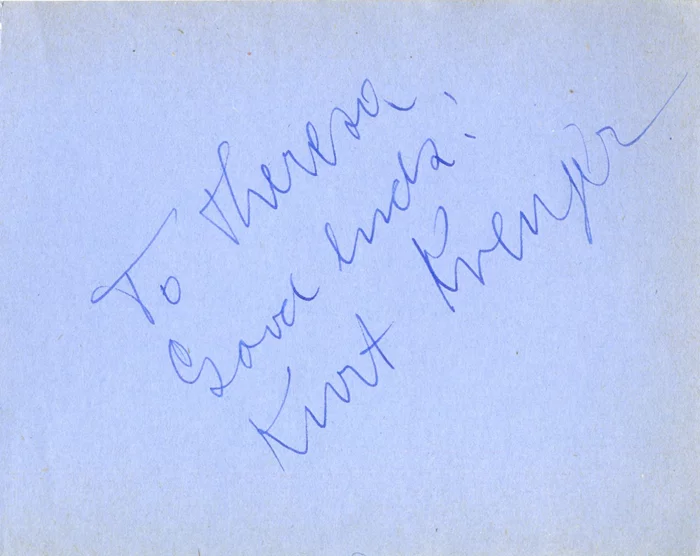 To Theresa,
Good luck!
Kurt Kreuger